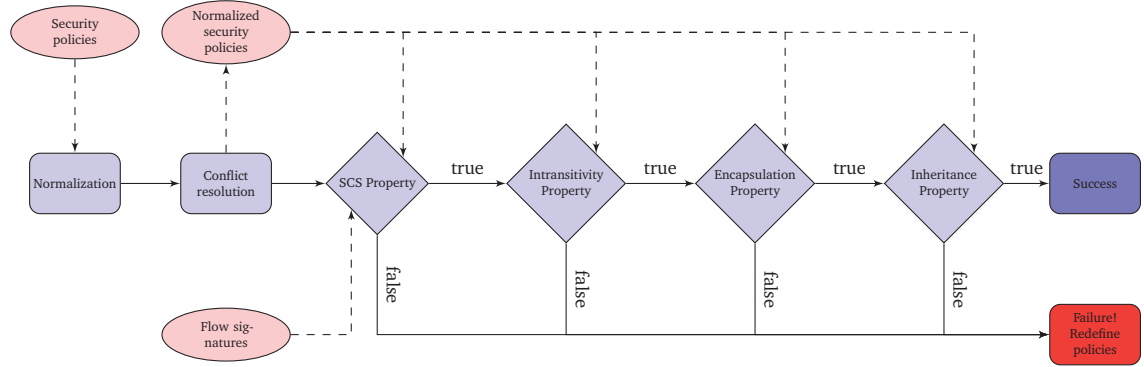 Security
policies
Normalized
security
policies
Normalization
Conflict
resolution
SCS Property
true
Intransitivity
Property
true
Encapsulation
Property
true
Inheritance
Property
true
Success
false
false
false
false
Flow sig-
natures
Failure!
Redefine
policies